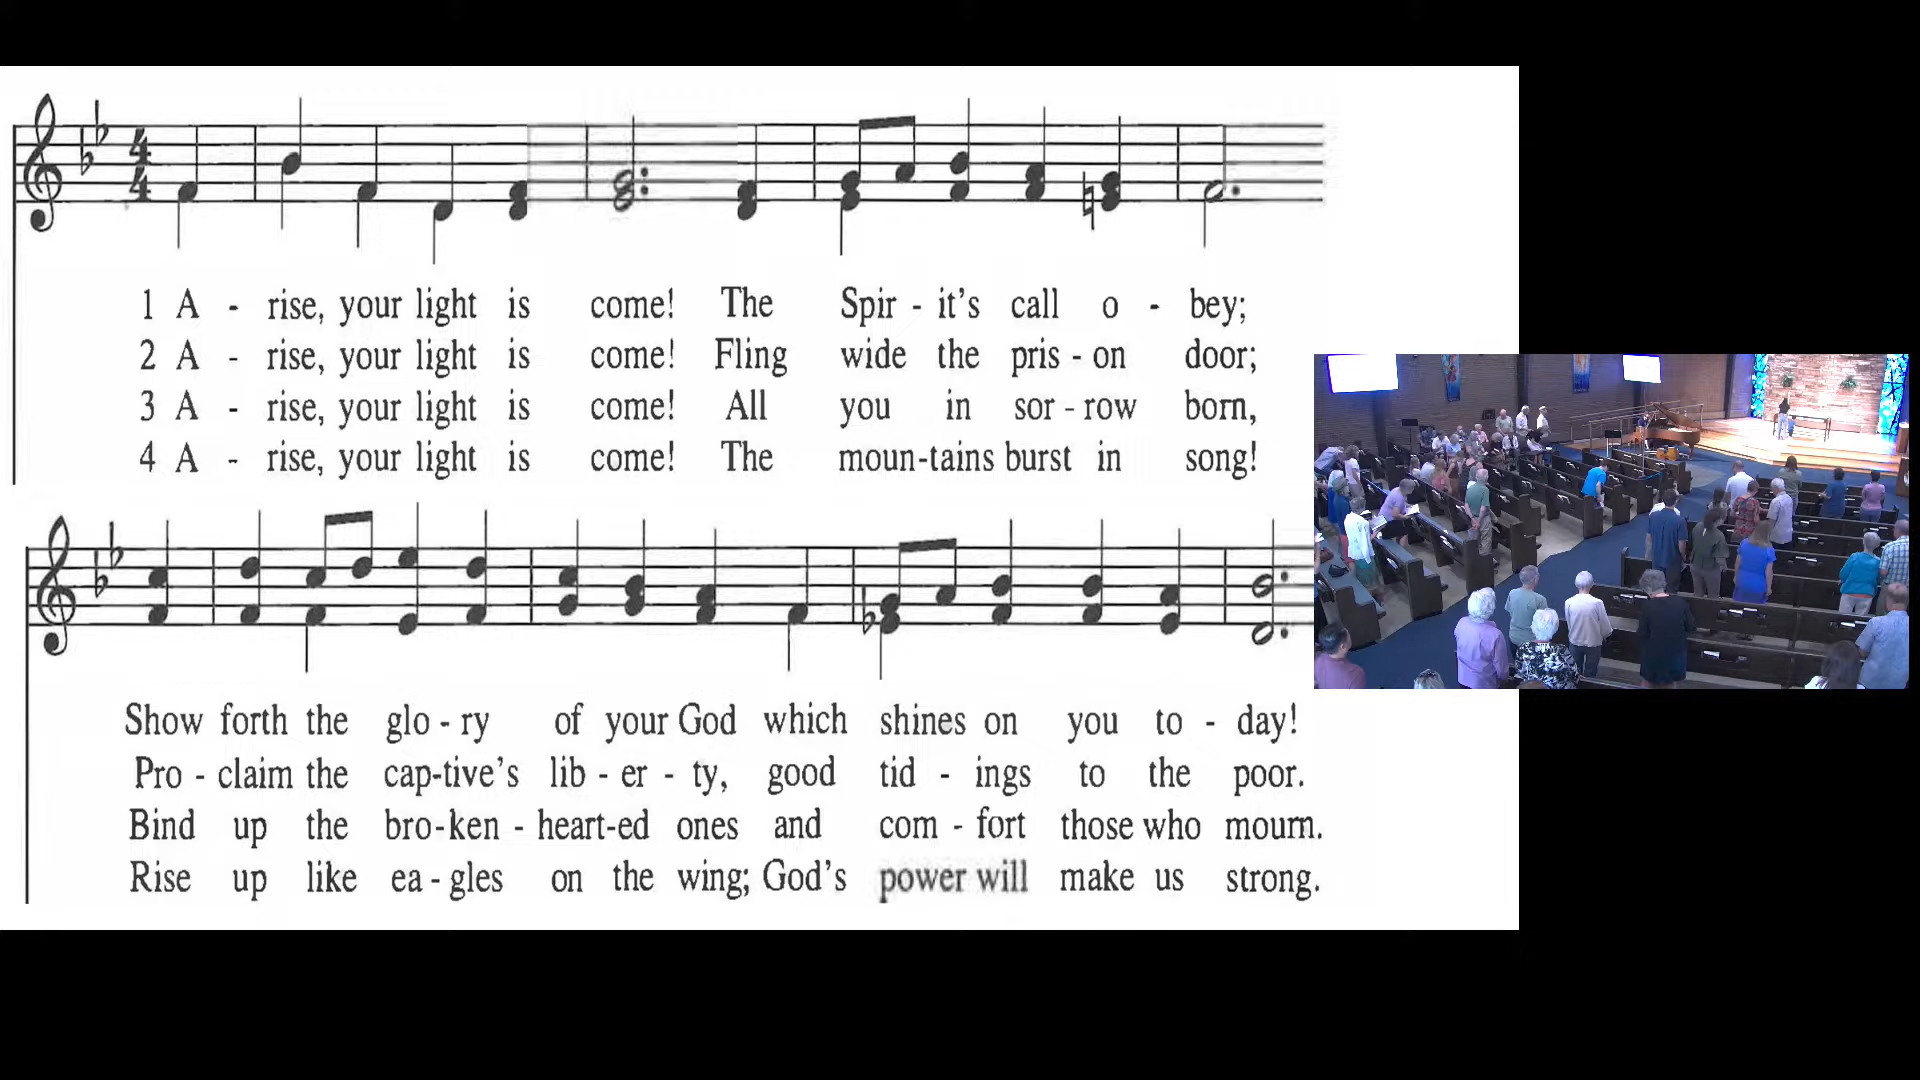 1 A - rise, your light is come! The Spir - it's call o - bey;
2 A - rise, your light is come! Fling wide the pris - on door;
3 A - rise, your light is come! All you in sor - row born,
4 A - rise, your light is come! The moun-tains burst in song!
Show forth the glo - ry of your God which shines on you to - day!
Pro - claim the cap-tive's lib - er - ty, good tid - ings to the poor.
Bind up the bro-ken - heart-ed ones and com - fort those who mourn.
Rise up like ea - gles on the wing; God's power will make us strong.